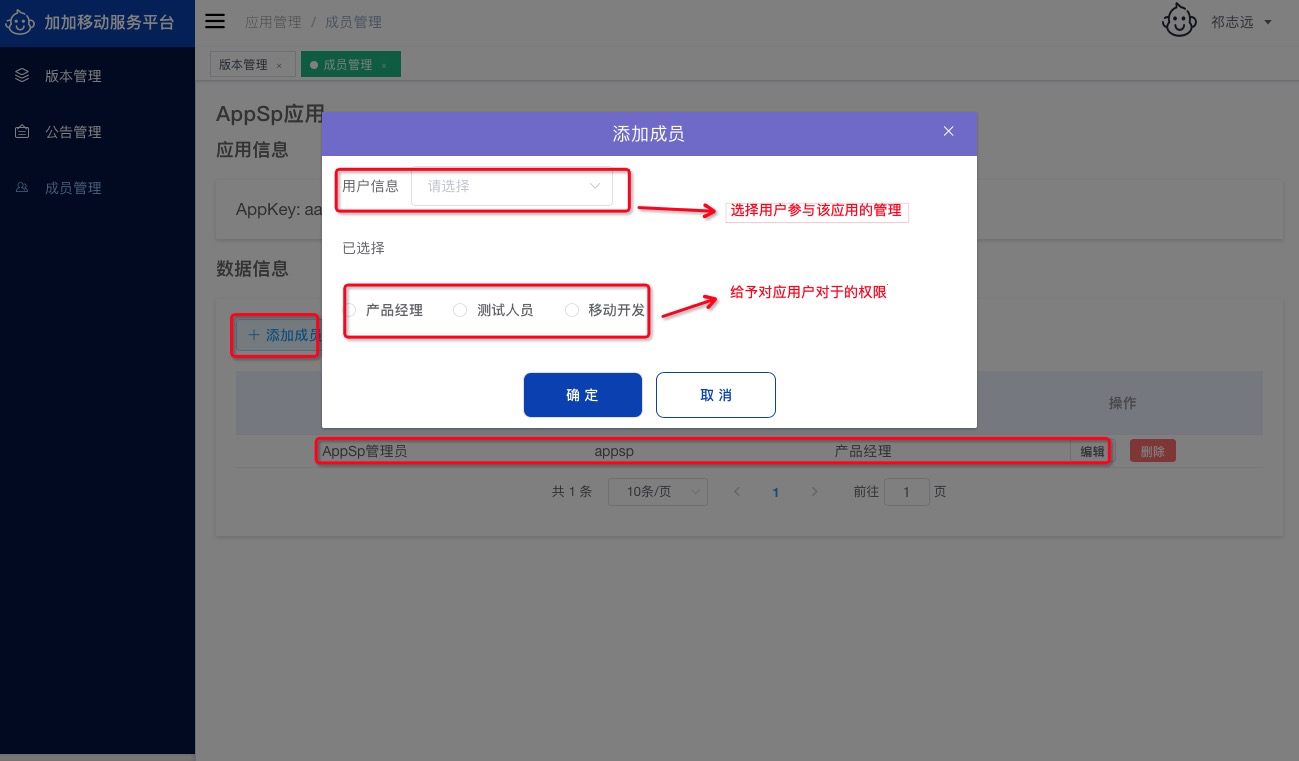 加加移动服务平台
应用管理 / 成员管理
祁志远
版本管理 ×
成员管理 ×
版本管理
公告管理
成员管理
AppSp应用
应用信息
AppKey: aa
数据信息
+ 添加成员
添加成员
用户信息 请选择
选择用户参与该应用的管理
已选择
给予对应用户对于的权限
产品经理 测试人员 移动开发
确定 取消
操作
AppSp管理员 appsp 产品经理 编辑 删除
共 1 条 10条/页 1 前往 1 页